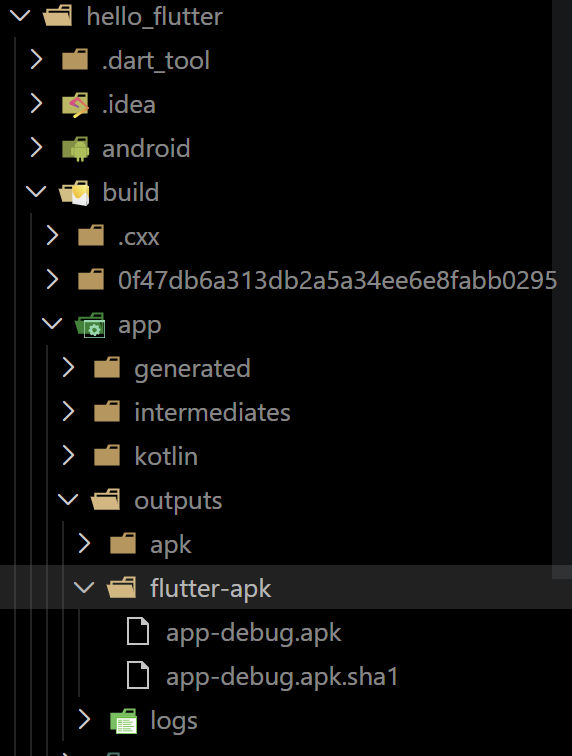 hello_flutter
.dart_tool
.idea
android
build
.cxx
0f47db6a313db2a5a34ee6e8fabb0295
app
generated
intermediates
kotlin
outputs
apk
flutter-apk
app-debug.apk
app-debug.apk.sha1
logs